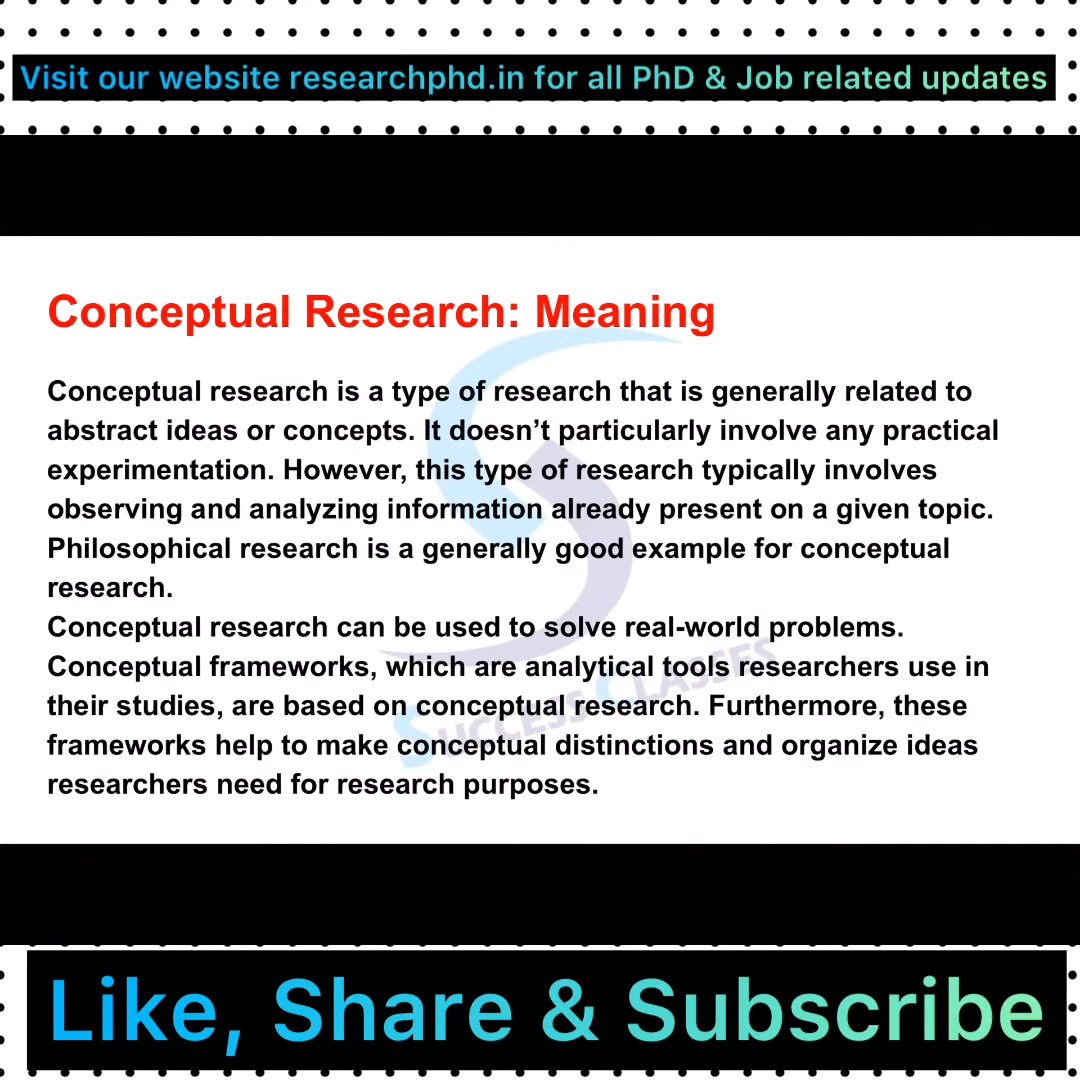 Visit our website researchphd.in for all PhD & Job related updates
Conceptual Research: Meaning
Conceptual research is a type of research that is generally related to
abstract ideas or concepts. It doesn’t particularly involve any practical
experimentation. However, this type of research typically involves
observing and analyzing information already present on a given topic.
Philosophical research is a generally good example for conceptual
research.
Conceptual research can be used to solve real-world problems.
Conceptual frameworks, which are analytical tools researchers use in
their studies, are based on conceptual research. Furthermore, these
frameworks help to make conceptual distinctions and organize ideas
researchers need for research purposes.
SUCCESS CLASSES
Like, Share & Subscribe